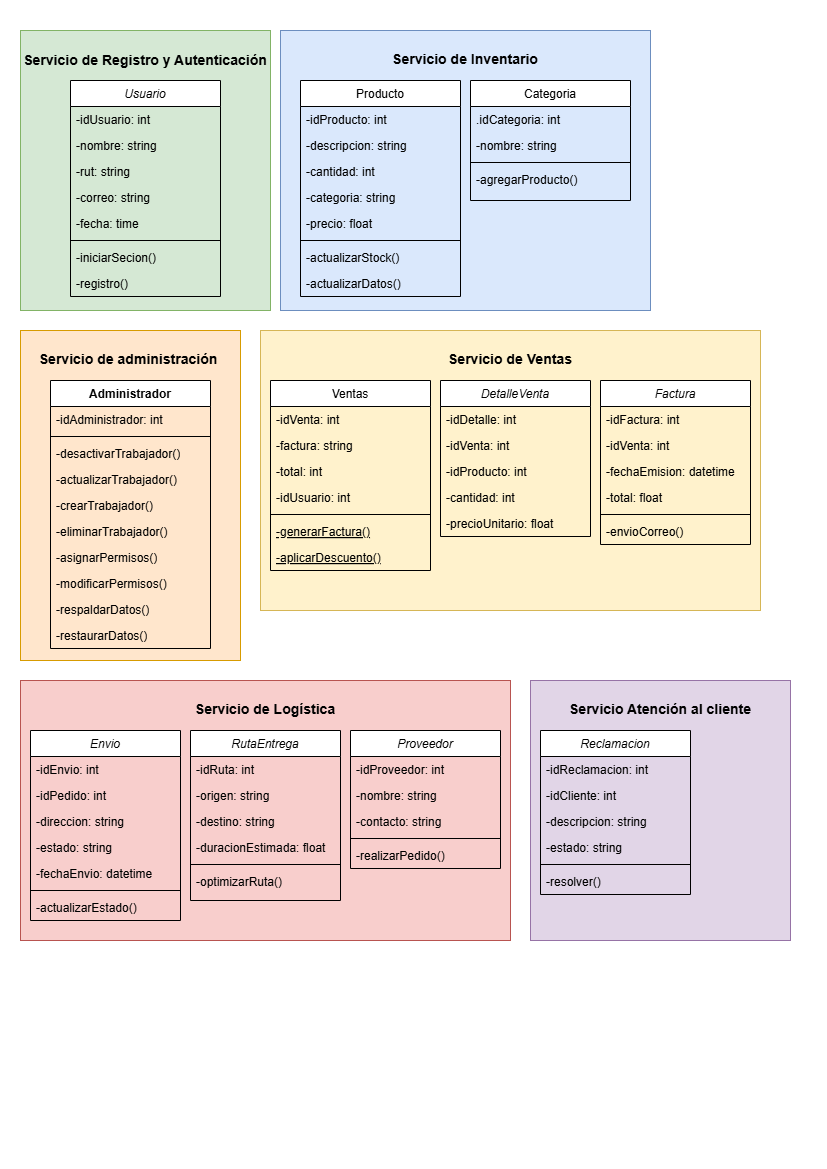 Servicio de Registro y Autenticación
Usuario
-idUsuario: int
-nombre: string
-rut: string
-correo: string
-fecha: time
-iniciarSecion()
-registro()
Servicio de Inventario
Producto
-idProducto: int
-descripcion: string
-cantidad: int
-categoria: string
-precio: float
-actualizarStock()
-actualizarDatos()
Categoria
.idCategoria: int
-nombre: string
-agregarProducto()
Servicio de administración
Administrador
-idAdministrador: int
-desactivarTrabajador()
-actualizarTrabajador()
-crearTrabajador()
-eliminarTrabajador()
-asignarPermisos()
-modificarPermisos()
-respaldarDatos()
-restaurarDatos()
Servicio de Ventas
Ventas
-idVenta: int
-factura: string
-total: int
-idUsuario: int
-generarFactura()
-aplicarDescuento()
DetalleVenta
-idDetalle: int
-idVenta: int
-idProducto: int
-cantidad: int
-precioUnitario: float
Factura
-idFactura: int
-idVenta: int
-fechaEmision: datetime
-total: float
-envioCorreo()
Servicio de Logística
Envio
-idEnvio: int
-idPedido: int
-direccion: string
-estado: string
-fechaEnvio: datetime
-actualizarEstado()
RutaEntrega
-idRuta: int
-origen: string
-destino: string
-duracionEstimada: float
-optimizarRuta()
Proveedor
-idProveedor: int
-nombre: string
-contacto: string
-realizarPedido()
Servicio Atención al cliente
Reclamacion
-idReclamacion: int
-idCliente: int
-descripcion: string
-estado: string
-resolver()